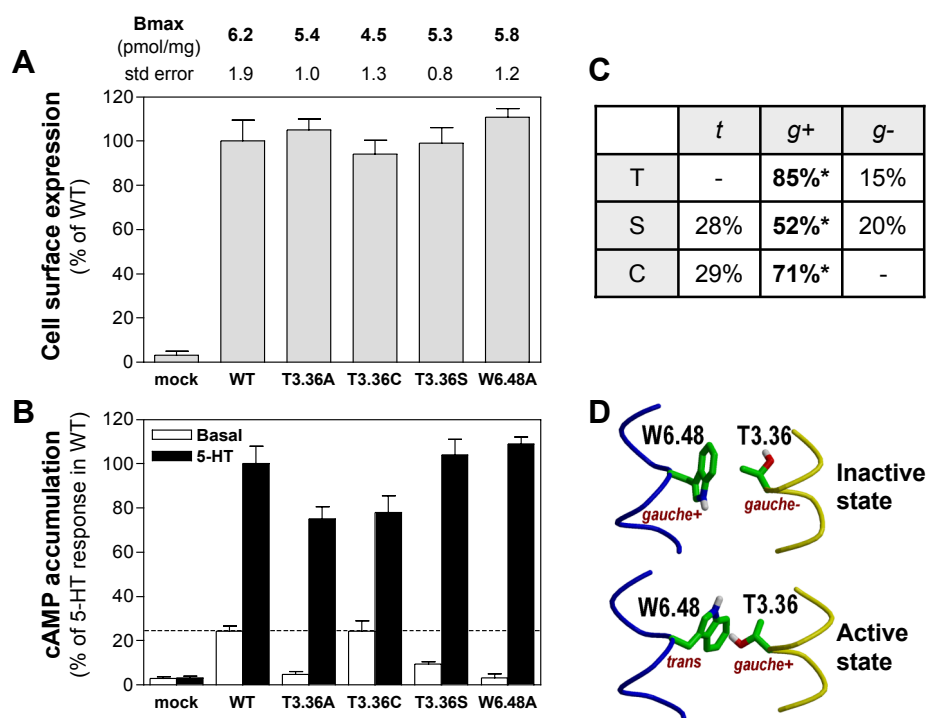 Bmax 6.2 5.4 4.5 5.3 5.8
(pmol/mg)
std error 1.9 1.0 1.3 0.8 1.2
A
Cell surface expression
(% of WT)
120
100
80
60
40
20
0
mock WT T3.36A T3.36C T3.36S W6.48A
B
cAMP accumulation
(% of 5-HT response in WT)
120
100
80
60
40
20
0
Basal
5-HT
mock WT T3.36A T3.36C T3.36S W6.48A
C
t g+ g-
T - 85%* 15%
S 28% 52%* 20%
C 29% 71%* -
D
W6.48 T3.36
gauche+ gauche-
Inactive
state
W6.48 T3.36
trans gauche+
Active
state